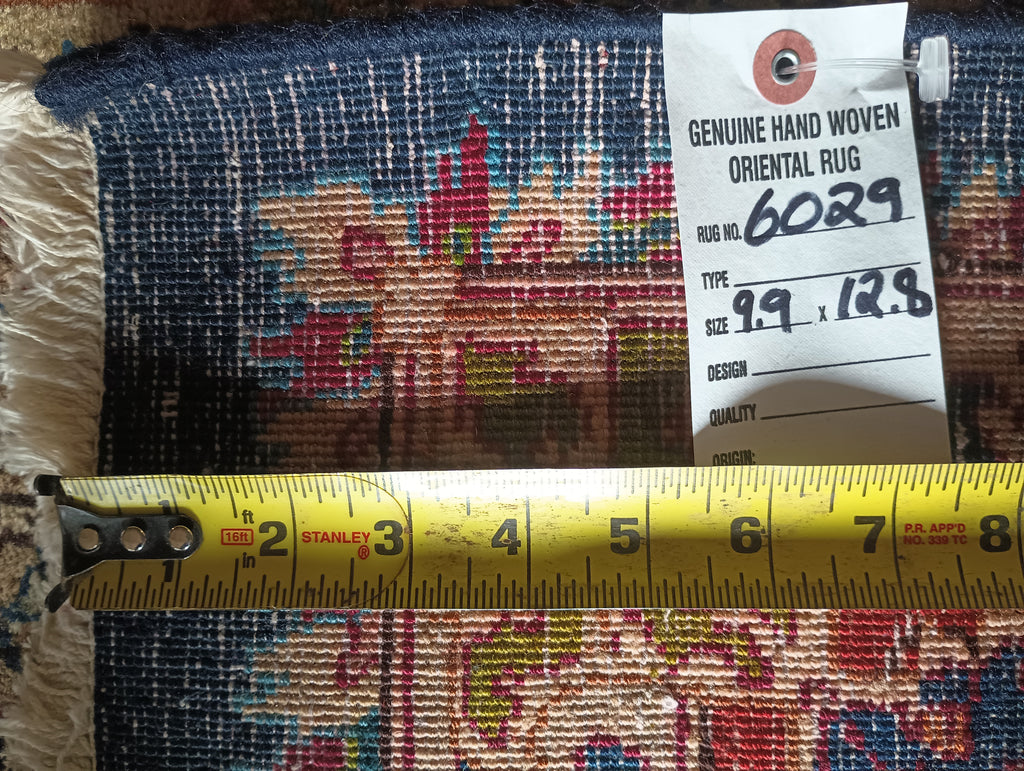 GENUINE HAND WOVEN
ORIENTAL RUG
RUG NO. 6029
TYPE
SIZE 9.9 x 12.8
DESIGN
QUALITY
ORIGIN:
1 ft 2 STANLEY® 3 4 5 6 7 P.R. APP'D 8
16ft in NO. 339 TC
1